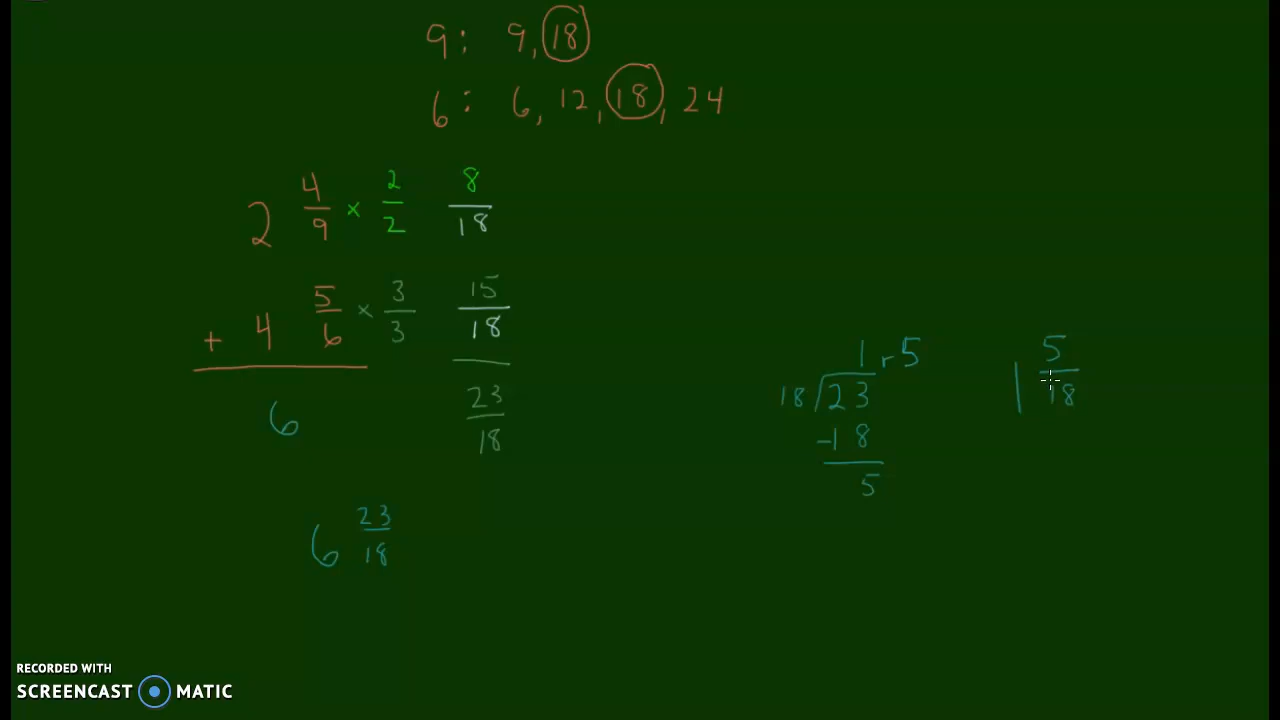 9: 9, 18
6: 6, 12, 18, 24
2 4/9 × 2/2 8/18
+ 4 5/6 × 3/3 15/18
6 23/18
1 r 5
18 23
-18
5
1 5/18
6 23/18
RECORDED WITH
SCREENCAST MATIC